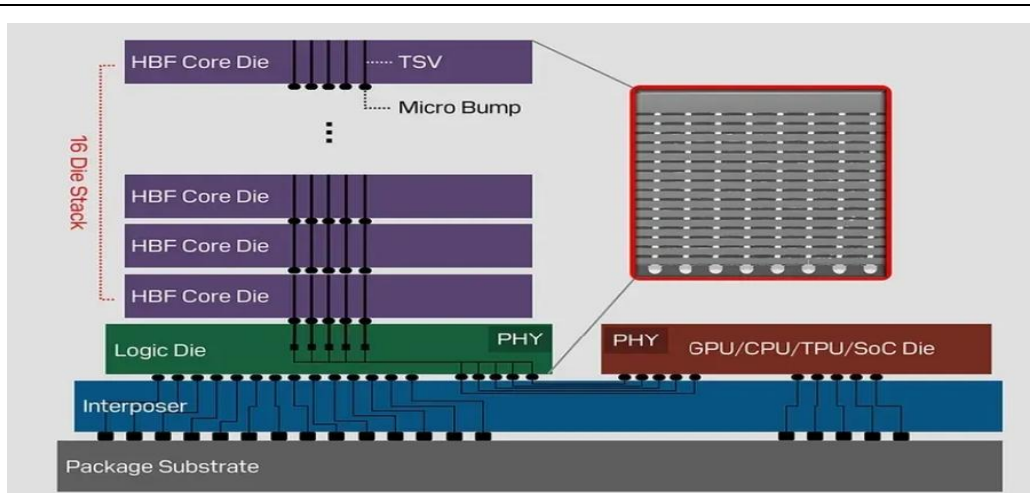 HBF Core Die
TSV
Micro Bump
16 Die Stack
HBF Core Die
HBF Core Die
HBF Core Die
Logic Die
PHY
PHY
GPU/CPU/TPU/SoC Die
Interposer
Package Substrate